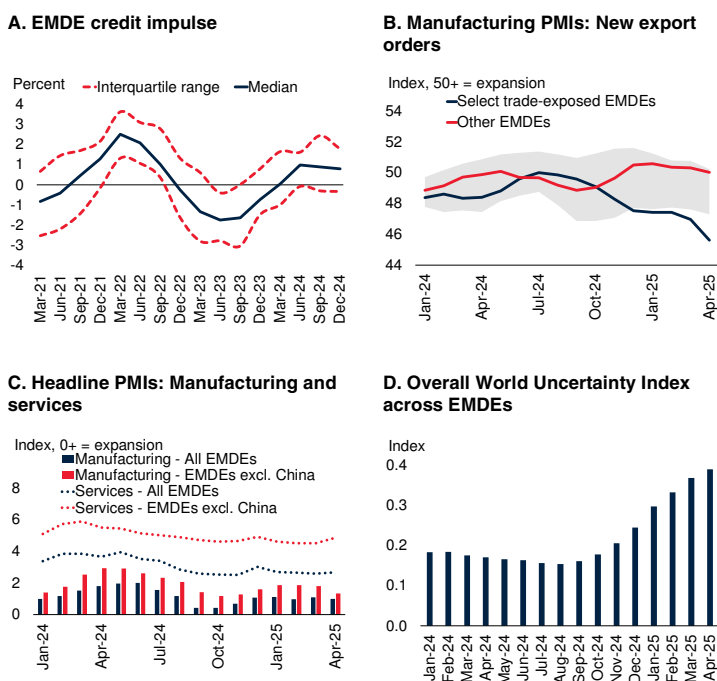 A. EMDE credit impulse
Percent
Interquartile range
Median
4
3
2
1
0
-1
-2
-3
-4
Mar-21
Jun-21
Sep-21
Dec-21
Mar-22
Jun-22
Sep-22
Dec-22
Mar-23
Jun-23
Sep-23
Dec-23
Mar-24
Jun-24
Sep-24
Dec-24
B. Manufacturing PMIs: New export
orders
Index, 50+ = expansion
Select trade-exposed EMDEs
Other EMDEs
54
52
50
48
46
44
Jan-24
Apr-24
Jul-24
Oct-24
Jan-25
Apr-25
C. Headline PMIs: Manufacturing and
services
Index, 0+ = expansion
Manufacturing - All EMDEs
Manufacturing - EMDEs excl. China
Services - All EMDEs
Services - EMDEs excl. China
8
6
4
2
0
Jan-24
Apr-24
Jul-24
Oct-24
Jan-25
Apr-25
D. Overall World Uncertainty Index
across EMDEs
Index
0.4
0.3
0.2
0.1
0.0
Jan-24
Feb-24
Mar-24
Apr-24
May-24
Jun-24
Jul-24
Aug-24
Sep-24
Oct-24
Nov-24
Dec-24
Jan-25
Feb-25
Mar-25
Apr-25